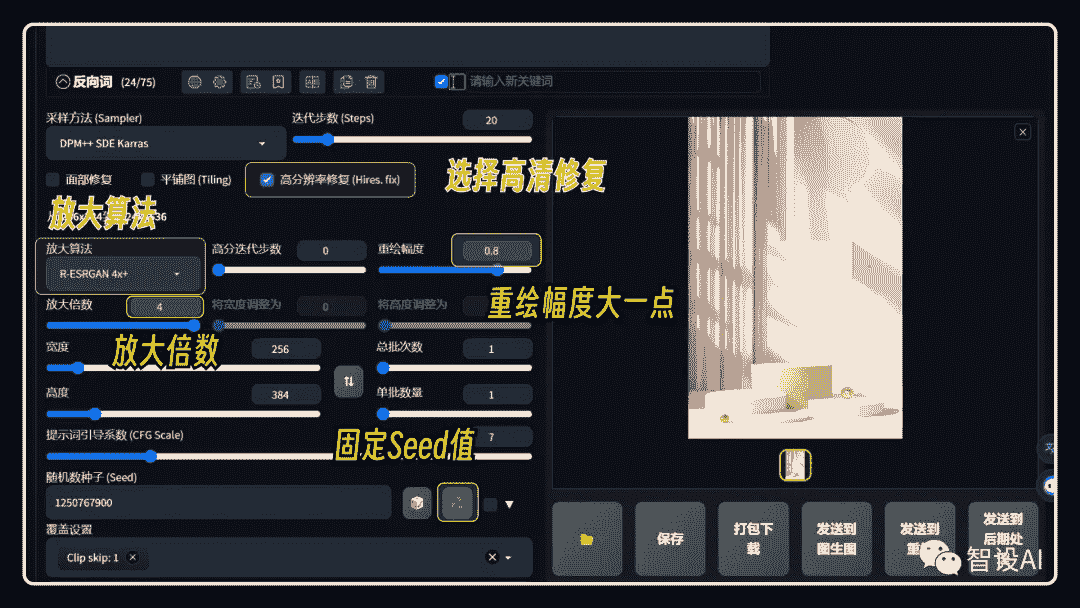 反向词 (24/75)
请输入新关键词
采样方法 (Sampler)
DPM++ SDE Karras
迭代步数 (Steps)
20
面部修复
平铺图 (Tiling)
高分辨率修复 (Hires. fix)
选择高清修复
放大算法
放大算法
R-ESRGAN 4x+
高分迭代步数
0
重绘幅度
0.8
放大倍数
4
将宽度调整为
0
将高度调整为
重绘幅度大一点
放大倍数
宽度
256
总批次数
1
高度
384
单批数量
1
提示词引导系数 (CFG Scale)
7
固定Seed值
随机数种子 (Seed)
1250767900
覆盖设置
Clip skip: 1
保存
打包下
载
发送到
图生图
发送到
重
发送到
后期处
智设AI